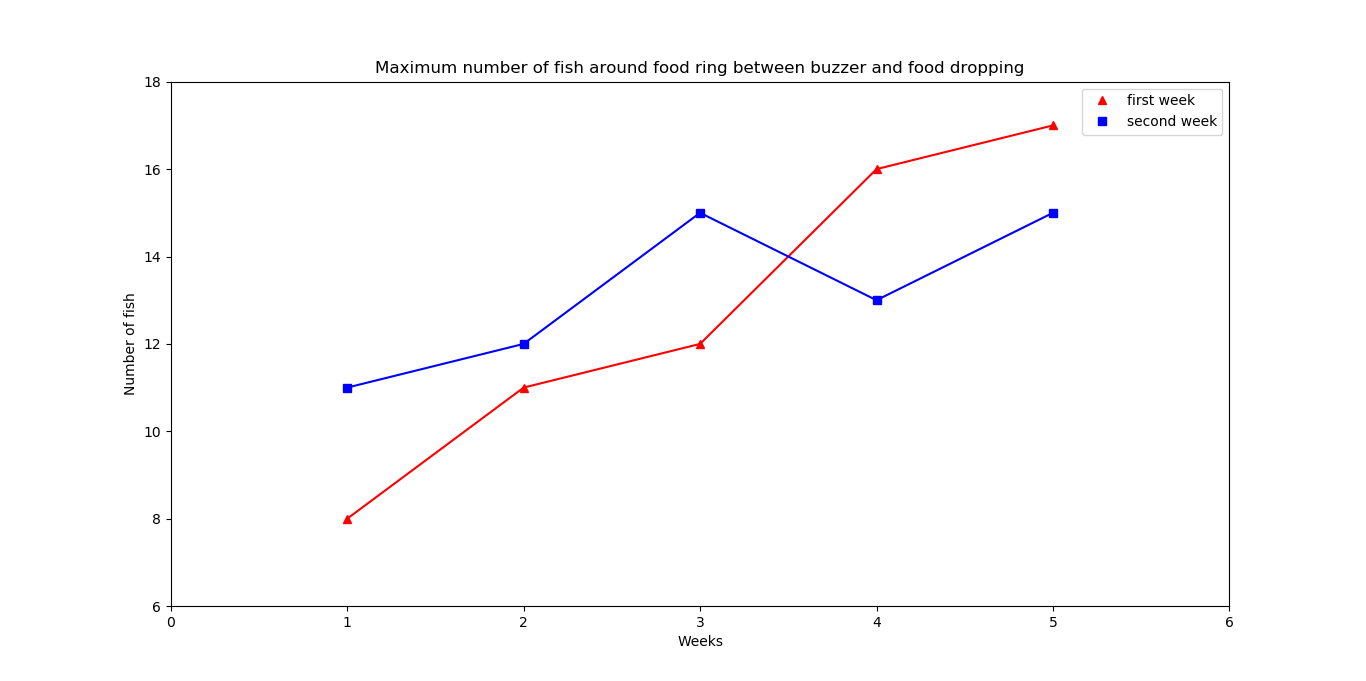 Maximum number of fish around food ring between buzzer and food dropping
first week
second week
18
16
14
12
10
8
6
Number of fish
0 1 2 3 4 5 6
Weeks